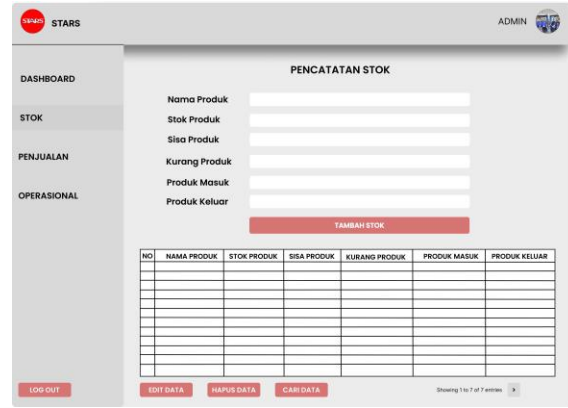 STARS STARS ADMIN
DASHBOARD
STOK
PENJUALAN
OPERASIONAL
LOG OUT
PENCATATAN STOK
Nama Produk
Stok Produk
Sisa Produk
Kurang Produk
Produk Masuk
Produk Keluar
TAMBAH STOK
NO NAMA PRODUK STOK PRODUK SISA PRODUK KURANG PRODUK PRODUK MASUK PRODUK KELUAR
EDIT DATA HAPUS DATA CARI DATA Showing 1 to 7 of 7 entries >